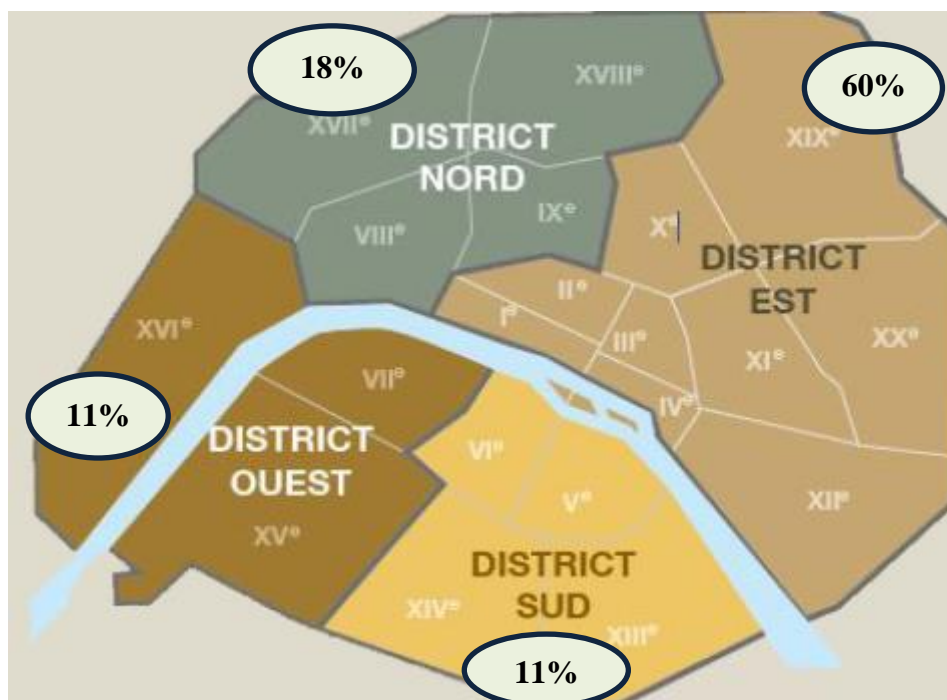 18%
60%
XVIIIᵉ
XVIIᵉ
XIXᵉ
DISTRICT
NORD
VIIIᵉ
IXᵉ
Xᵉ
DISTRICT
EST
IIᵉ
Iᵉ
IIIᵉ
XIᵉ
XXᵉ
XVIᵉ
VIIᵉ
IVᵉ
11%
DISTRICT
OUEST
VIᵉ
Vᵉ
XIIᵉ
XVᵉ
DISTRICT
SUD
XIVᵉ
XIIIᵉ
11%